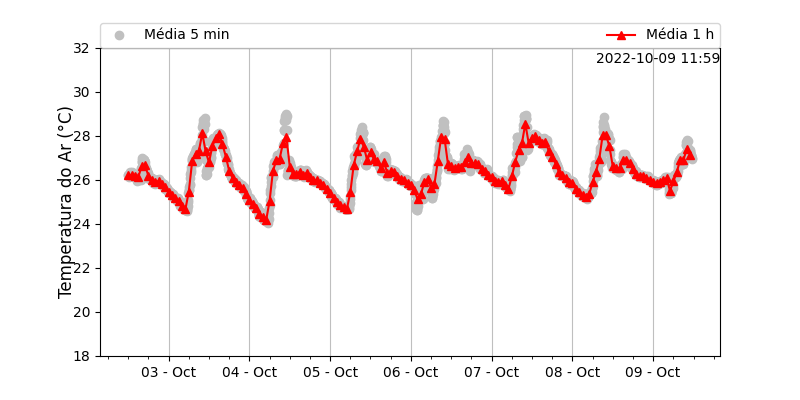 Média 5 min
Média 1 h
2022-10-09 11:59
Temperatura do Ar (°C)
32
30
28
26
24
22
20
18
03 - Oct
04 - Oct
05 - Oct
06 - Oct
07 - Oct
08 - Oct
09 - Oct